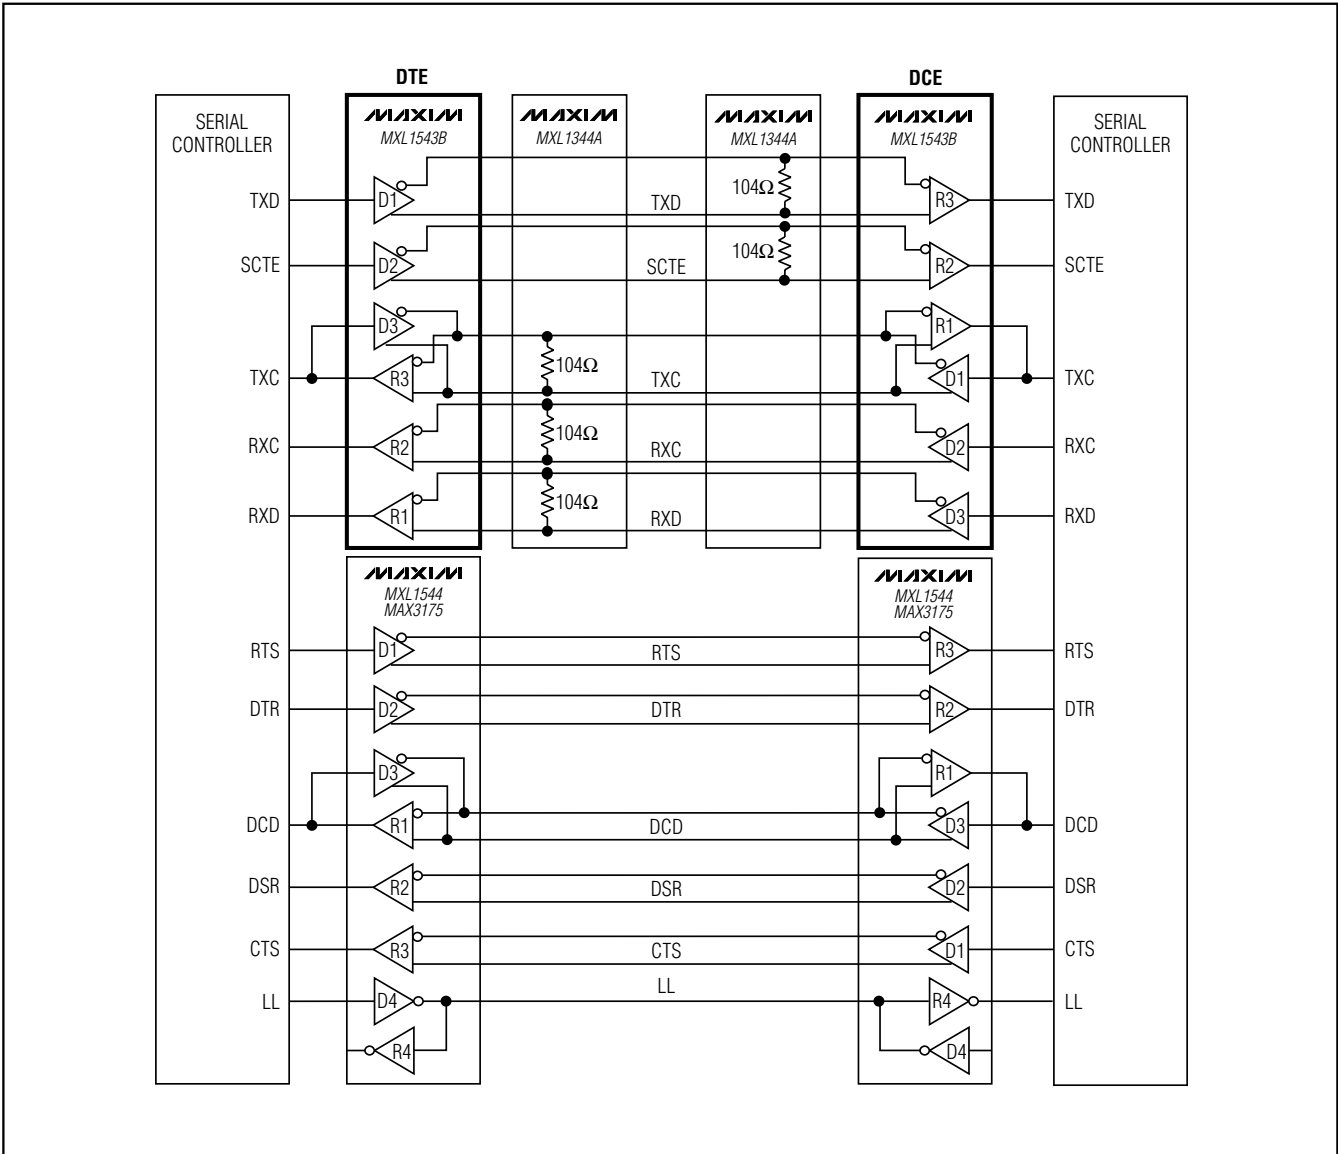 DTE
DCE
SERIAL
CONTROLLER
MAXIM
MXL1543B
MAXIM
MXL1344A
MAXIM
MXL1344A
MAXIM
MXL1543B
SERIAL
CONTROLLER
TXD
D1
TXD
104Ω
R3
TXD
SCTE
D2
SCTE
104Ω
R2
SCTE
D3
R1
TXC
R3
104Ω
TXC
D1
TXC
RXC
R2
104Ω
RXC
D2
RXC
RXD
R1
104Ω
RXD
D3
RXD
MAXIM
MXL1544
MAX3175
MAXIM
MXL1544
MAX3175
RTS
D1
RTS
R3
RTS
DTR
D2
DTR
R2
DTR
D3
R1
DCD
R1
DCD
D3
DCD
DSR
R2
DSR
D2
DSR
CTS
R3
CTS
D1
CTS
LL
D4
LL
R4
LL
R4
D4